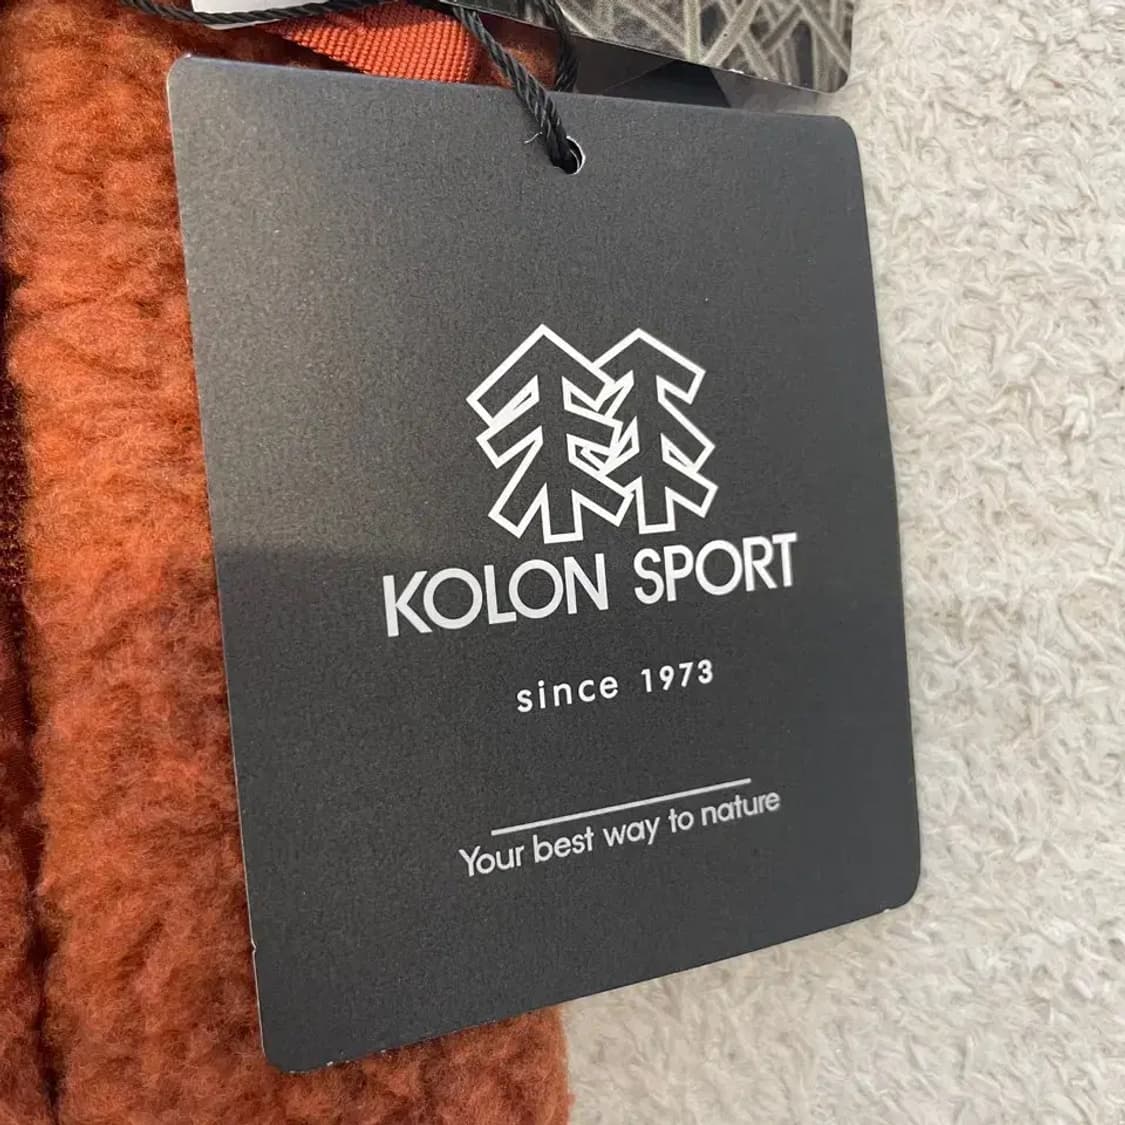 KOLON SPORT
since 1973
Your best way to nature